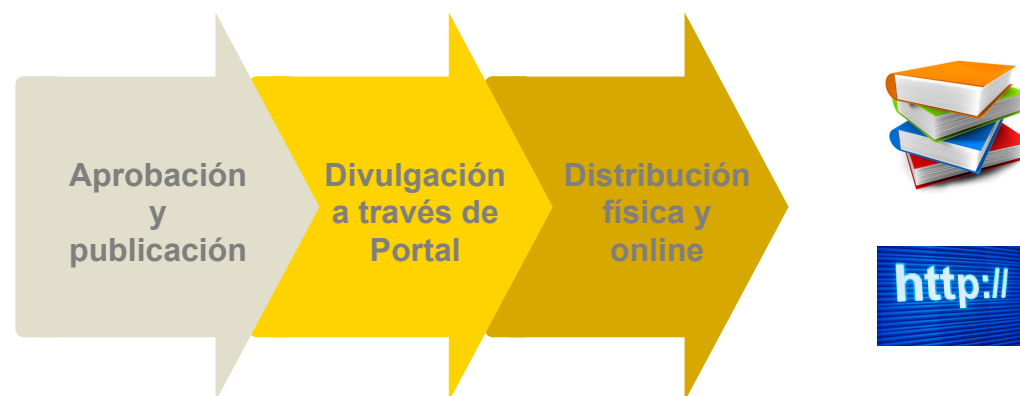 Aprobación
y
publicación
Divulgación
a través de
Portal
Distribución
física y
online
http://